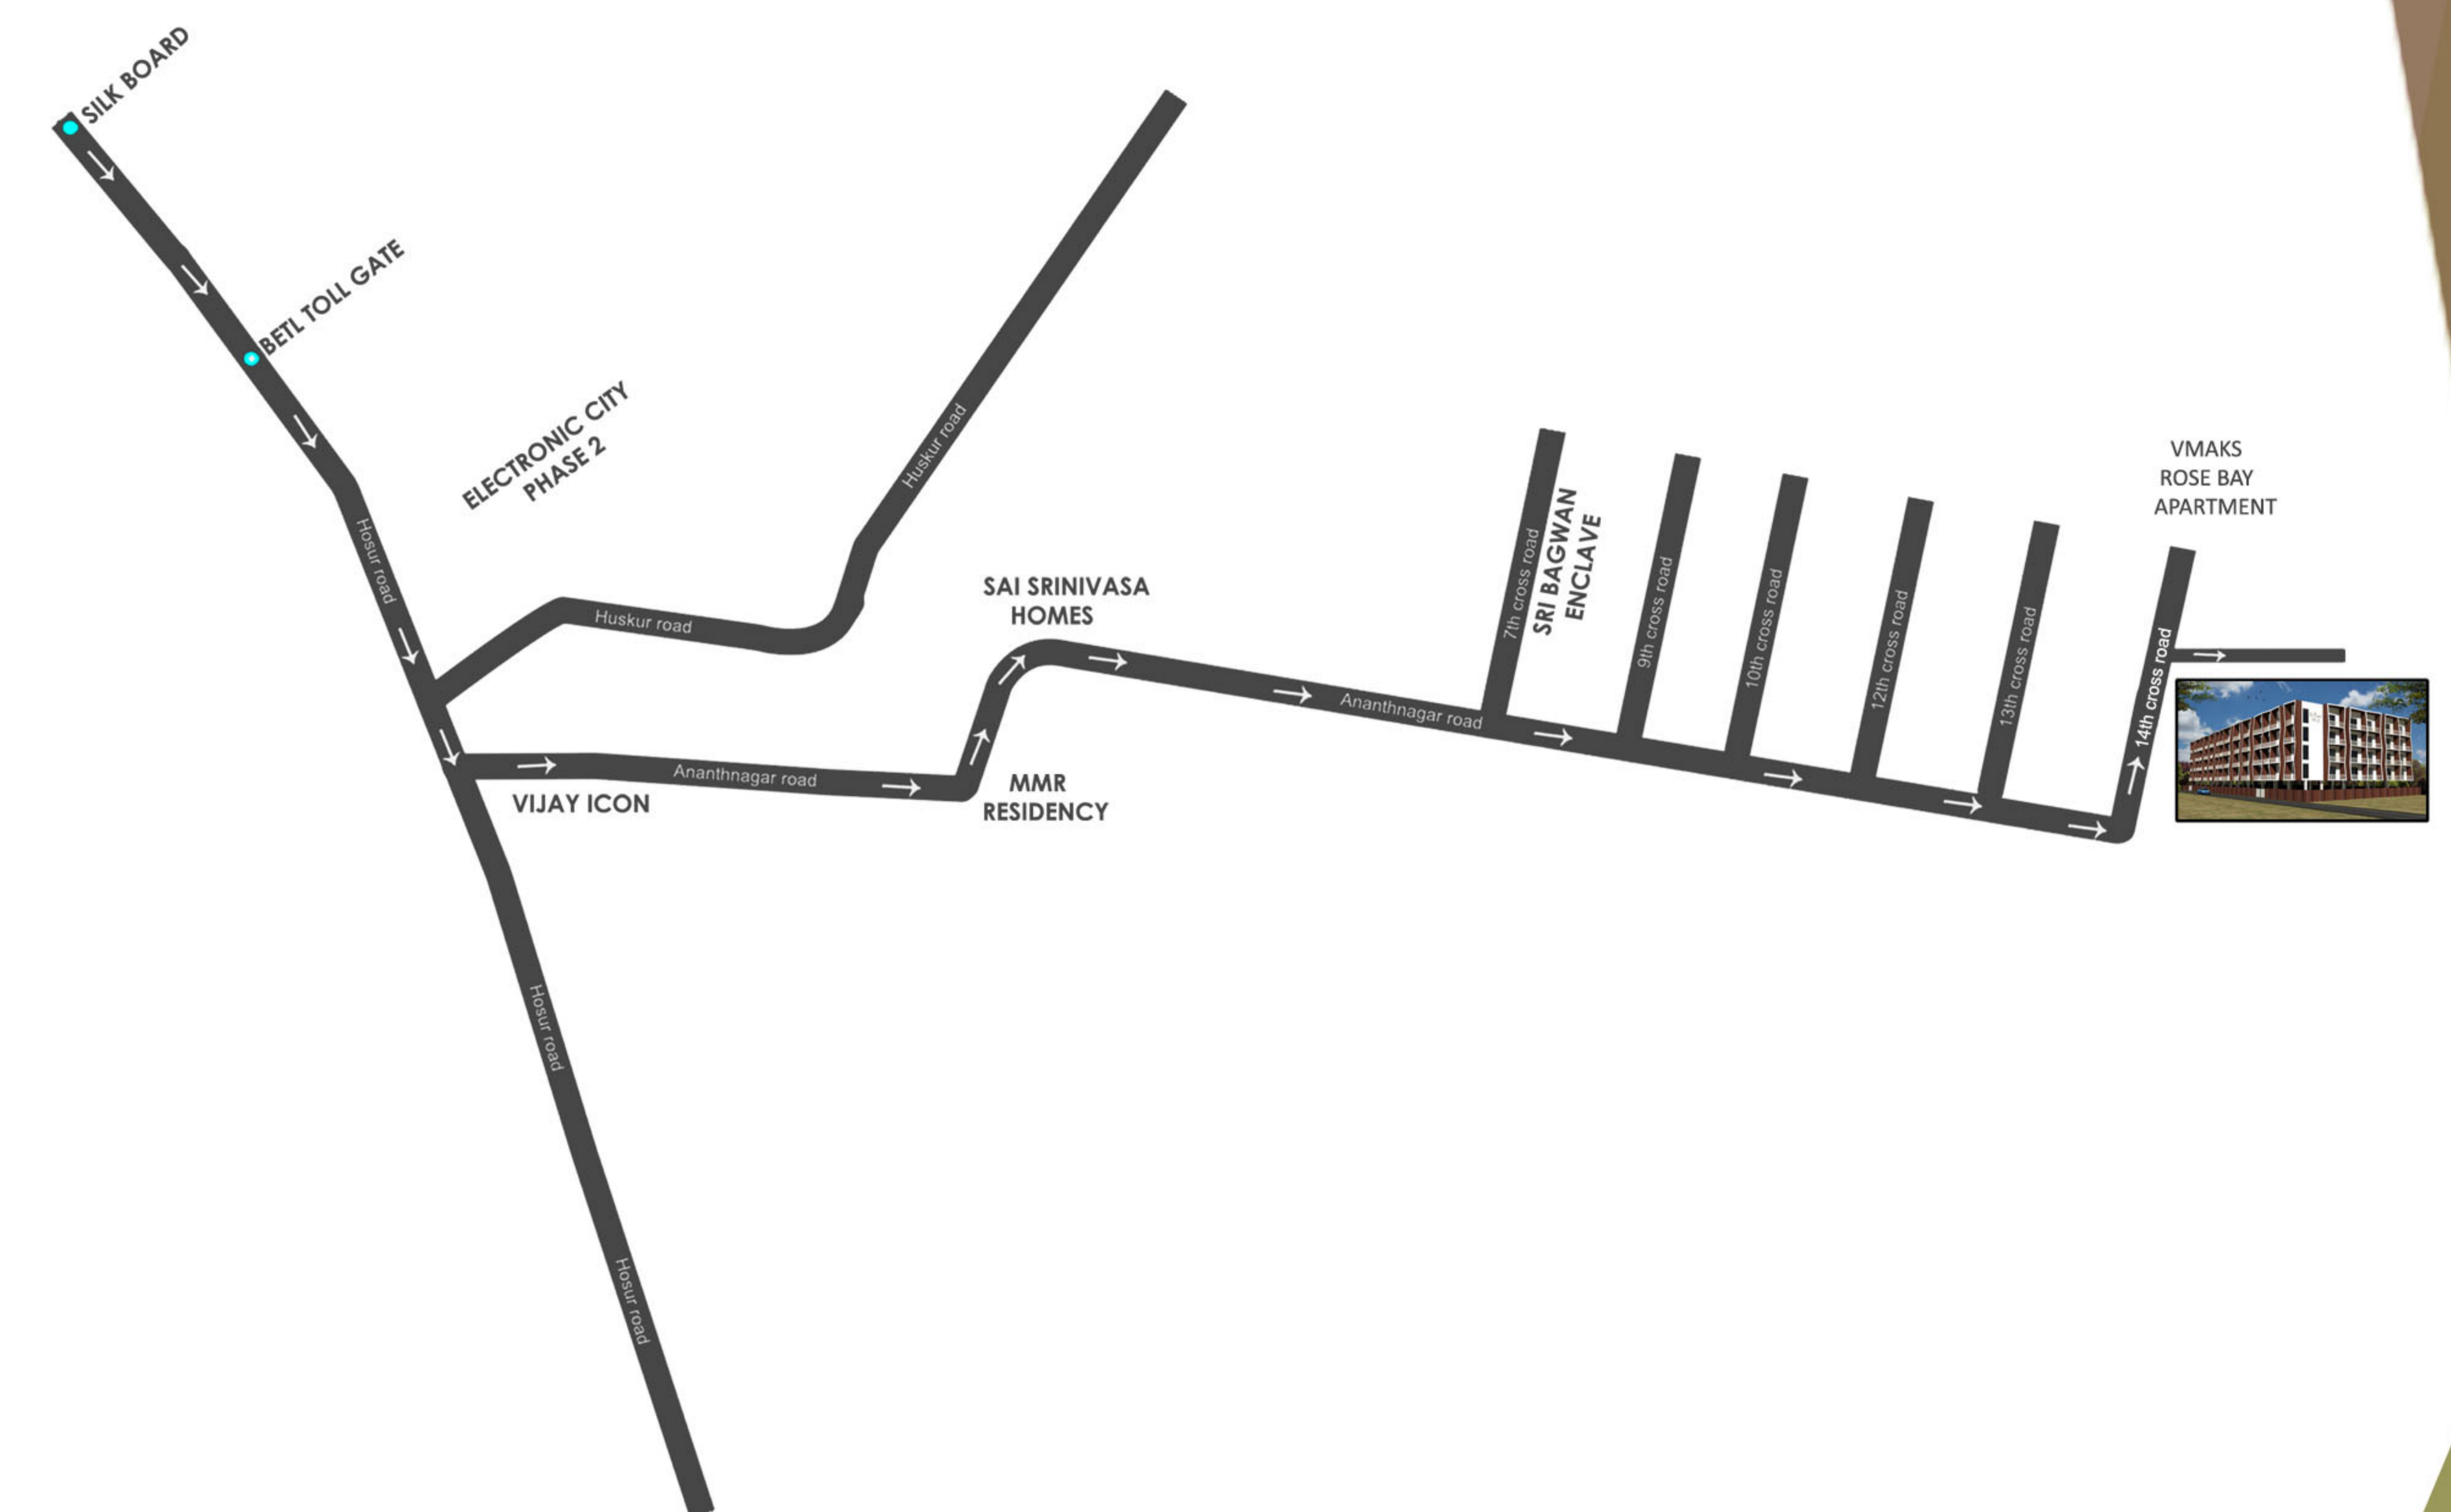 SILK BOARD
BETL TOLL GATE
ELECTRONIC CITY
PHASE 2
Hosur road
Huskur road
Huskur road
SAI SRINIVASA
HOMES
Ananthnagar road
VIJAY ICON
MMR
RESIDENCY
Ananthnagar road
7th cross road
SRI BAGWAN
ENCLAVE
9th cross road
10th cross road
12th cross road
13th cross road
14th cross road
VMAKS
ROSE BAY
APARTMENT
Hosur road
Hosur road